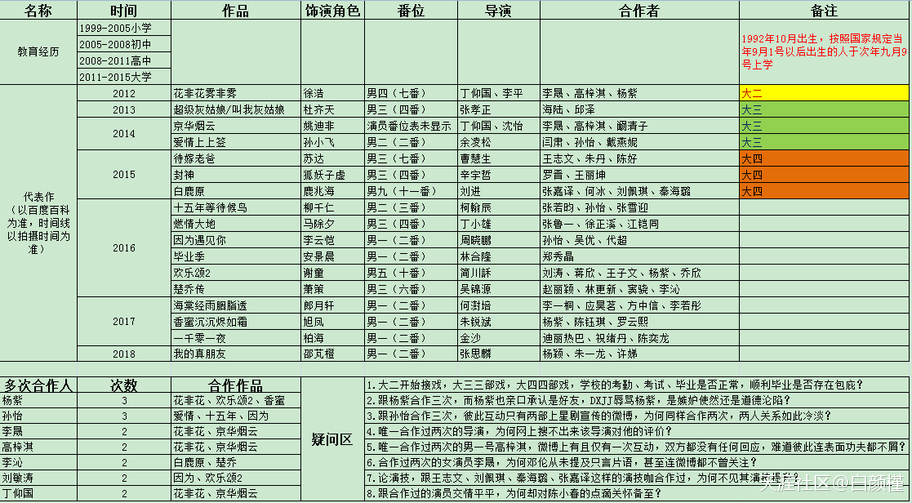 名称 时间 作品 饰演角色 番位 导演 合作者 备注
教育经历
1999-2005小学
2005-2008初中
2008-2011高中
2011-2015大学
1992年10月出生，按照国家规定当
年9月1号以后出生的人于次年九月9
号上学
代表作
（以百度百科
为准，时间线
以拍摄时间为
准）
2012 花非花雾非雾 徐浩 男四（七番） 丁仰国、李平 李晟、高梓淇、杨紫 大二
2013 超级灰姑娘/叫我灰姑娘 杜齐天 男三（四番） 张孝正 海陆、邱泽 大三
2014 京华烟云 姚迪非 演员番位表未显示 丁仰国、沈怡 李晟、高梓淇、阚清子 大三
爱情上上签 孙小飞 男二（二番） 余凌松 闫肃、孙怡、戴燕妮 大三
2015 待嫁老爸 苏达 男三（七番） 曹慧生 王志文、朱丹、陈好 大四
封神 狐妖子虚 男三（四番） 辛宇哲 罗晋、王丽坤 大四
白鹿原 鹿兆海 男九（十一番） 刘进 张嘉译、何冰、刘佩琪、秦海璐 大四
2016 十五年等待候鸟 柳千仁 男二（三番） 柯翰辰 张若昀、孙怡、张雪迎
燃情大地 马除夕 男三（四番） 丁小雄 张鲁一、徐正溪、江铠同
因为遇见你 李云恺 男一（二番） 周晓鹏 孙怡、吴优、代超
毕业季 安景晨 男一（二番） 林合隆 郑秀晶
欢乐颂2 谢童 男五（十番） 简川訸 刘涛、蒋欣、王子文、杨紫、乔欣
楚乔传 萧策 男三（六番） 吴锦源 赵丽颖、林更新、窦骁、李沁
2017 海棠经雨胭脂透 郎月轩 男一（二番） 何澍培 李一桐、应昊茗、方中信、李若彤
香蜜沉沉烬如霜 旭凤 男一（二番） 朱锐斌 杨紫、陈钰琪、罗云熙
一千零一夜 柏海 男一（二番） 金沙 迪丽热巴、祝绪丹、陈奕龙
2018 我的真朋友 邵芃橙 男一（二番） 张思麟 杨颖、朱一龙、许娣
多次合作人 次数 合作作品
杨紫 3 花非花、欢乐颂2、香蜜
孙怡 3 爱情、十五年、因为
李晟 2 花非花、京华烟云
高梓淇 2 花非花、京华烟云
李沁 2 白鹿原、楚乔
刘敏涛 2 因为、欢乐颂2
丁仰国 2 花非花、京华烟云
疑问区
1.大二开始接戏，大三三部戏，大四四部戏，学校的考勤、考试、毕业是否正常，顺利毕业是否存在包庇？
2.跟杨紫合作三次，而杨紫也亲口承认是好友，DXJJ辱骂杨紫，是嫉妒使然还是道德沦陷？
3.跟孙怡合作三次，彼此互动只有两部上星剧宣传的微博，为何同样合作两次，两人关系如此冷淡？
4.唯一合作过两次的导演，为何网上搜不出来该导演对他的评价？
5.唯一合作过两次的男一号高梓淇，微博上有且仅有一次互动，双方都没有任何回应，难道彼此连表面功夫都不屑？
6.合作过两次的女演员李晟，为何邓伦从未提及只言片语，甚至连微博都不曾关注？
7.论演技，跟王志文、刘佩琪、秦海璐、张嘉译这样的演技咖合作过，为何不见其演技提高？
8.跟合作过的演员交情平平，为何却对陈小春的点滴关怀备至？
天涯社区@白颜槿